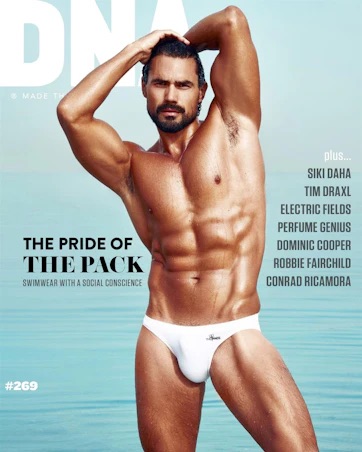 DNA
THE PRIDE OF
THE PACK
SWIMWEAR WITH A SOCIAL CONSCIENCE
plus...
SIKI DAHA
TIM DRAXL
ELECTRIC FIELDS
PERFUME GENIUS
DOMINIC COOPER
ROBBIE FAIRCHILD
CONRAD RICAMORA
#269